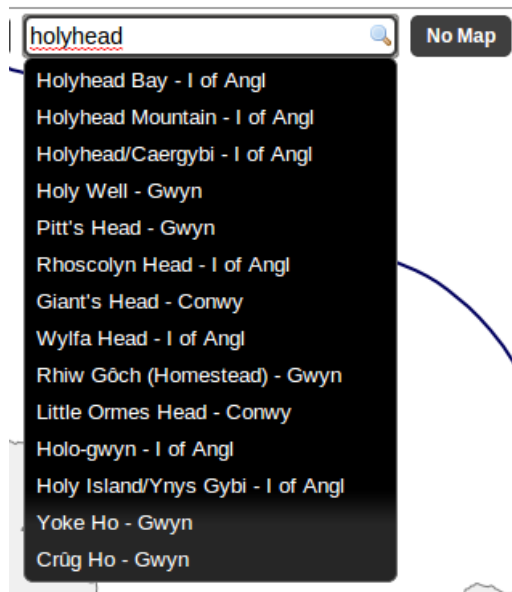 holyhead
No Map
Holyhead Bay - I of Angl
Holyhead Mountain - I of Angl
Holyhead/Caergybi - I of Angl
Holy Well - Gwyn
Pitt's Head - Gwyn
Rhoscolyn Head - I of Angl
Giant's Head - Conwy
Wylfa Head - I of Angl
Rhiw Gôch (Homestead) - Gwyn
Little Ormes Head - Conwy
Holo-gwyn - I of Angl
Holy Island/Ynys Gybi - I of Angl
Yoke Ho - Gwyn
Crûg Ho - Gwyn